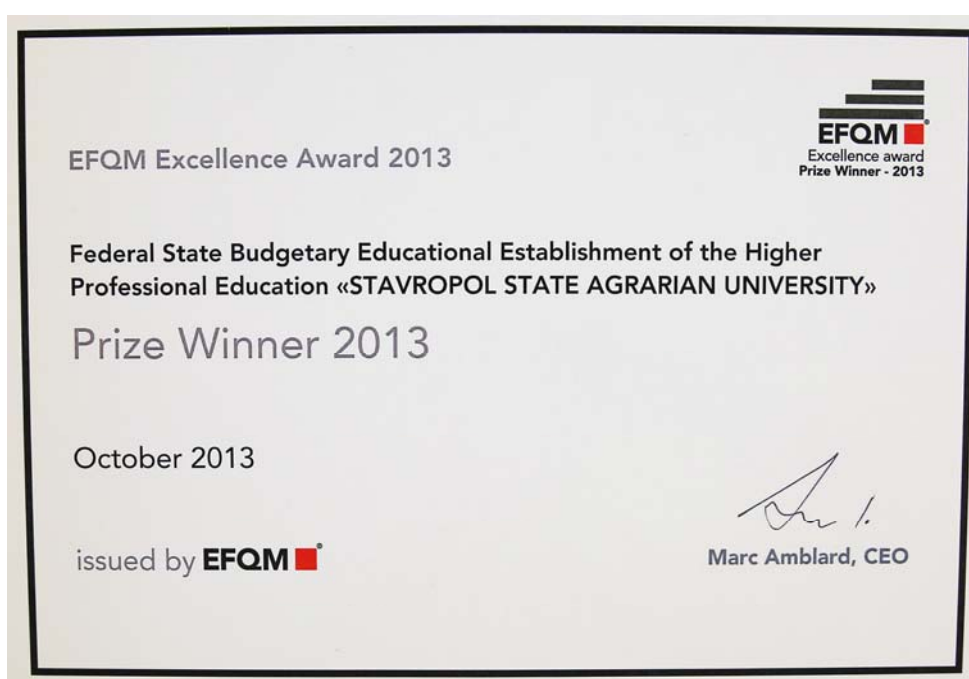 EFQM
Excellence award
Prize Winner - 2013
EFQM Excellence Award 2013
Federal State Budgetary Educational Establishment of the Higher
Professional Education «STAVROPOL STATE AGRARIAN UNIVERSITY»
Prize Winner 2013
October 2013
issued by EFQM
Marc Amblard, CEO